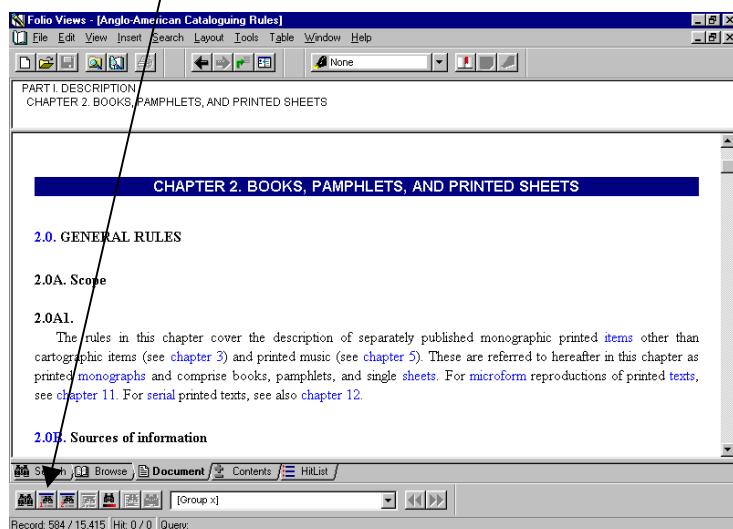 Folio Views - [Anglo-American Cataloguing Rules]
File Edit View Insert Search Layout Tools Table Window Help
None
PART I. DESCRIPTION
CHAPTER 2. BOOKS, PAMPHLETS, AND PRINTED SHEETS
CHAPTER 2. BOOKS, PAMPHLETS, AND PRINTED SHEETS
2.0. GENERAL RULES
2.0A. Scope
2.0A1.
The rules in this chapter cover the description of separately published monographic printed items other than
cartographic items (see chapter 3) and printed music (see chapter 5). These are referred to hereafter in this chapter as
printed monographs and comprise books, pamphlets, and single sheets. For microform reproductions of printed texts,
see chapter 11. For serial printed texts, see also chapter 12.
2.0B. Sources of information
Search Browse Document Contents HitList
[Group x]
Record: 584 / 15.415 Hit: 0 / 0 Query: